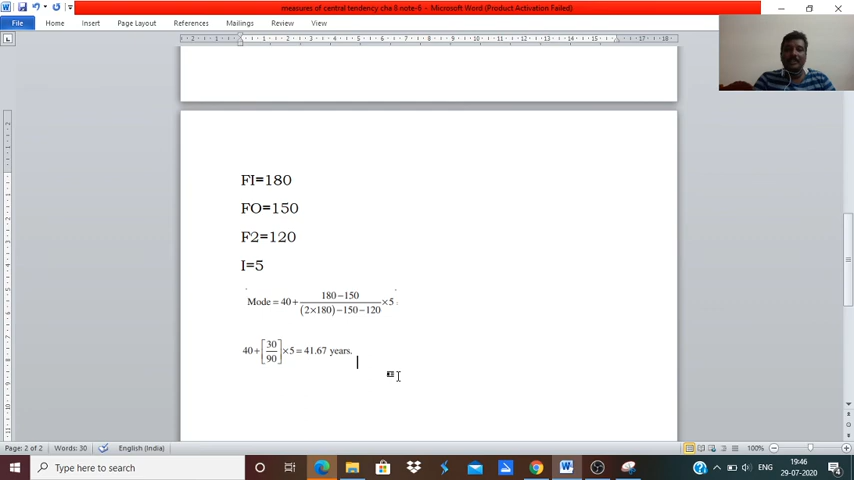 measures of central tendency cha 8 note-6 - Microsoft Word (Product Activation Failed)
File Home Insert Page Layout References Mailings Review View
FI=180
FO=150
F2=120
I=5
Mode = 40 + (180−150) / ((2×180)−150−120) ×5
40 + [30/90] ×5 = 41.67 years.
Page: 2 of 2 Words: 30 English (India) 100%
Type here to search
ENG
19:46
29-07-2020
4